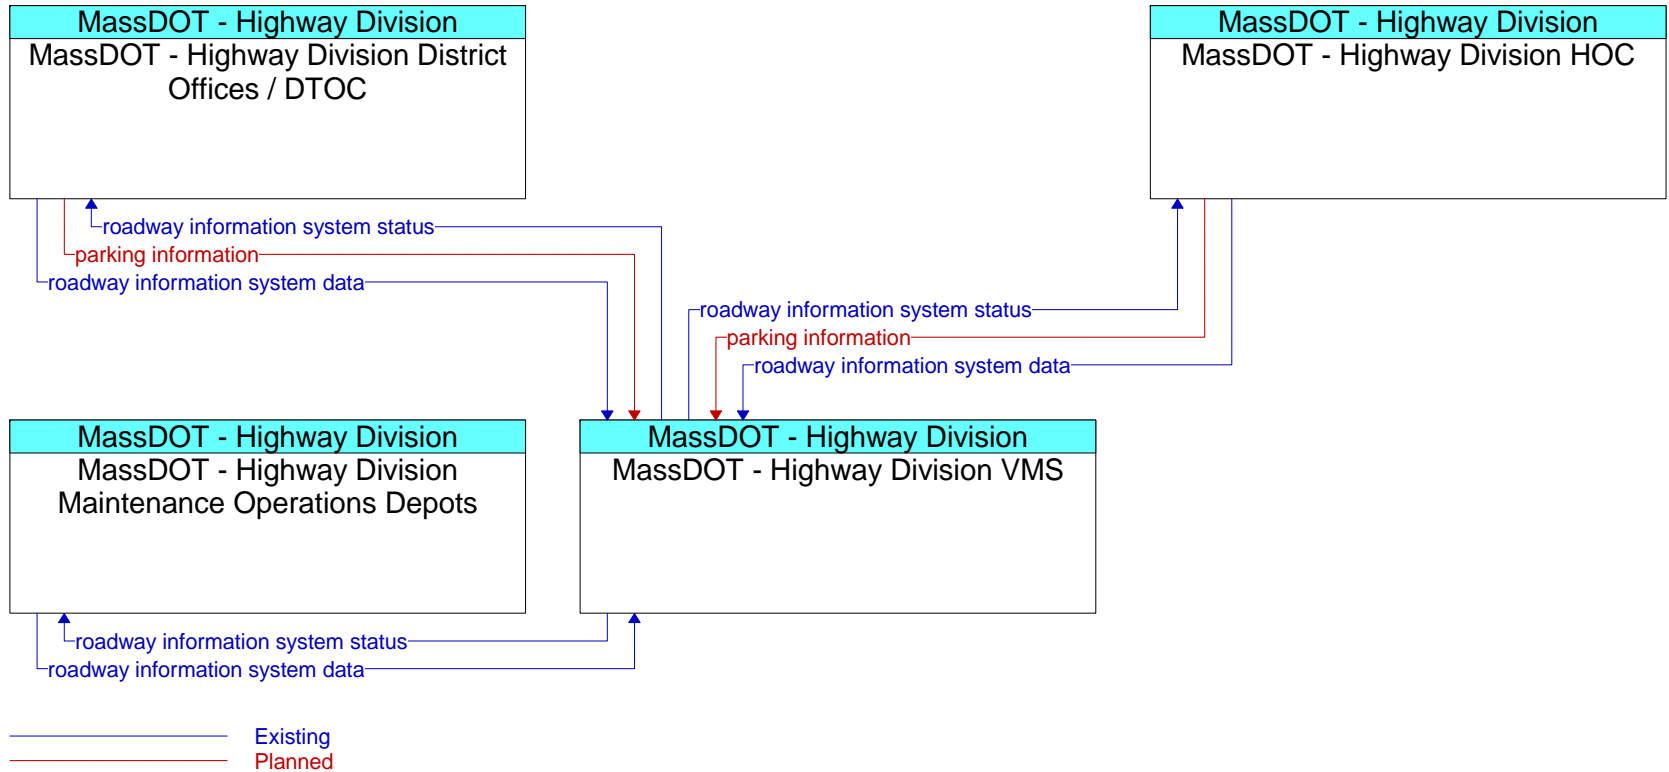 MassDOT - Highway Division
MassDOT - Highway Division District
Offices / DTOC
MassDOT - Highway Division
MassDOT - Highway Division HOC
roadway information system status
parking information
roadway information system data
roadway information system status
parking information
roadway information system data
MassDOT - Highway Division
MassDOT - Highway Division
Maintenance Operations Depots
MassDOT - Highway Division
MassDOT - Highway Division VMS
roadway information system status
roadway information system data
Existing
Planned